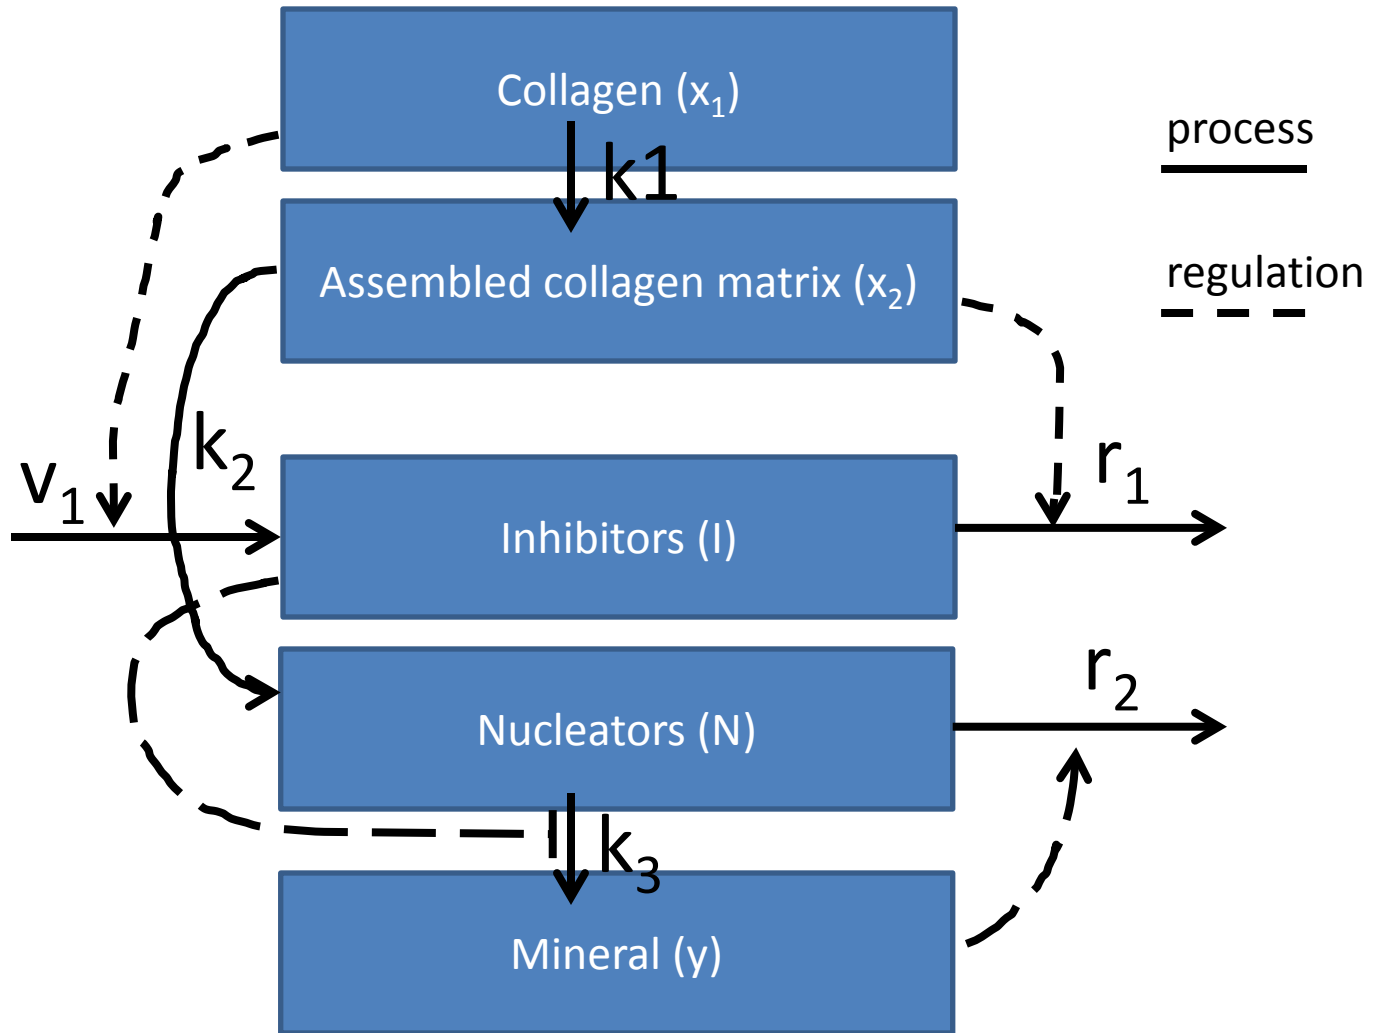 Collagen (x₁)
process
k1
regulation
Assembled collagen matrix (x₂)
k₂
v₁
r₁
Inhibitors (I)
r₂
Nucleators (N)
k₃
Mineral (y)